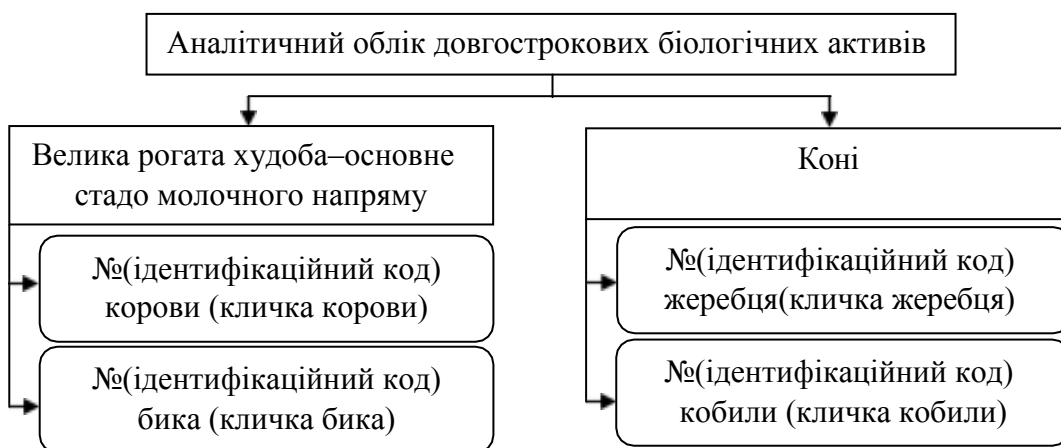 Аналітичний облік довгострокових біологічних активів
Велика рогата худоба–основне
стадо молочного напряму
№(ідентифікаційний код)
корови (кличка корови)
№(ідентифікаційний код)
бика (кличка бика)
Коні
№(ідентифікаційний код)
жеребця(кличка жеребця)
№(ідентифікаційний код)
кобили (кличка кобили)